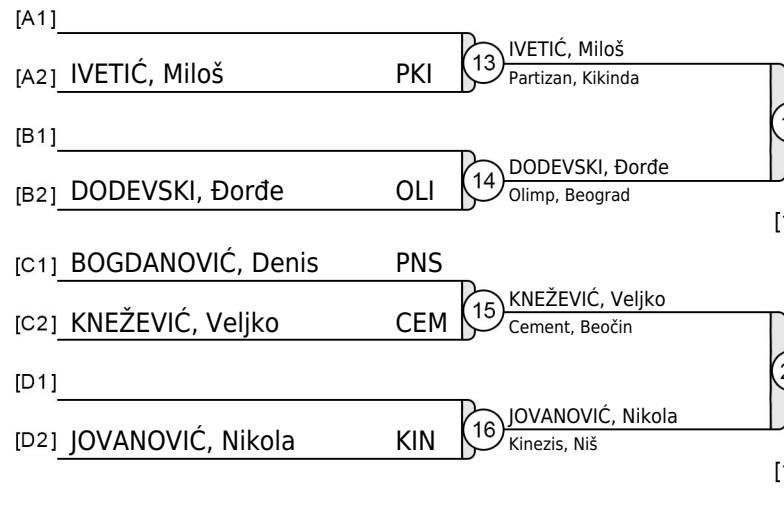 [A1]
[A2] IVETIĆ, Miloš PKI
13
IVETIĆ, Miloš
Partizan, Kikinda
[B1]
[B2] DODEVSKI, Đorđe OLI
14
DODEVSKI, Đorđe
Olimp, Beograd
[C1] BOGDANOVIĆ, Denis PNS
[C2] KNEŽEVIĆ, Veljko CEM
15
KNEŽEVIĆ, Veljko
Cement, Beočin
[D1]
[D2] JOVANOVIĆ, Nikola KIN
16
JOVANOVIĆ, Nikola
Kinezis, Niš